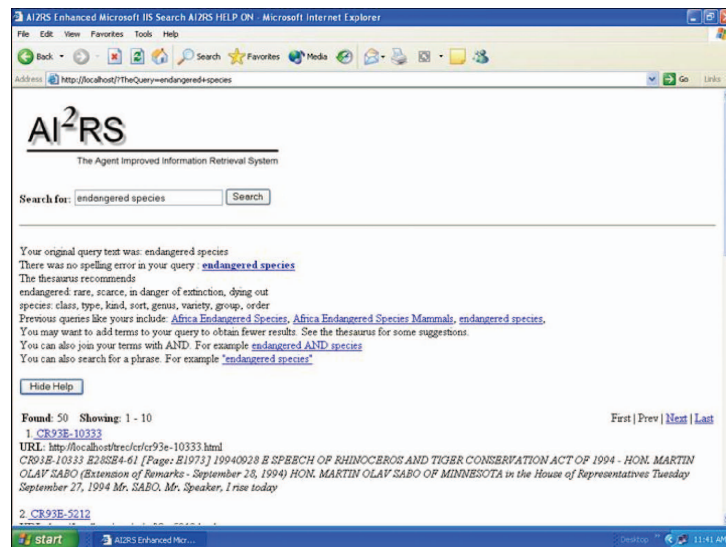 AI2RS Enhanced Microsoft IIS Search AI2RS HELP ON - Microsoft Internet Explorer
File Edit View Favorites Tools Help
Back Search Favorites Media
Address http://localhost/?TheQuery=endangered+species Go Links
AI2RS
The Agent Improved Information Retrieval System
Search for: endangered species Search
Your original query text was: endangered species
There was no spelling error in your query : endangered species
The thesaurus recommends
endangered: rare, scarce, in danger of extinction, dying out
species: class, type, kind, sort, genus, variety, group, order
Previous queries like yours include: Africa Endangered Species, Africa Endangered Species Mammals, endangered species,
You may want to add terms to your query to obtain fewer results. See the thesaurus for some suggestions.
You can also join your terms with AND. For example endangered AND species
You can also search for a phrase. For example "endangered species"
Hide Help
Found: 50 Showing: 1 - 10 First | Prev | Next | Last
1. CR93E-10333
URL: http://localhost/trec/cr/cr93e-10333.html
CR93E-10333 E28SE4-61 [Page: E1973] 19940928 E SPEECH OF RHINOCEROS AND TIGER CONSERVATION ACT OF 1994 - HON. MARTIN
OLAV SABO (Extension of Remarks - September 28, 1994) HON. MARTIN OLAV SABO OF MINNESOTA in the House of Representatives Tuesday
September 27, 1994 Mr. SABO. Mr. Speaker, I rise today
2. CR93E-5212
start AI2RS Enhanced Micr... Desktop 11:41 AM